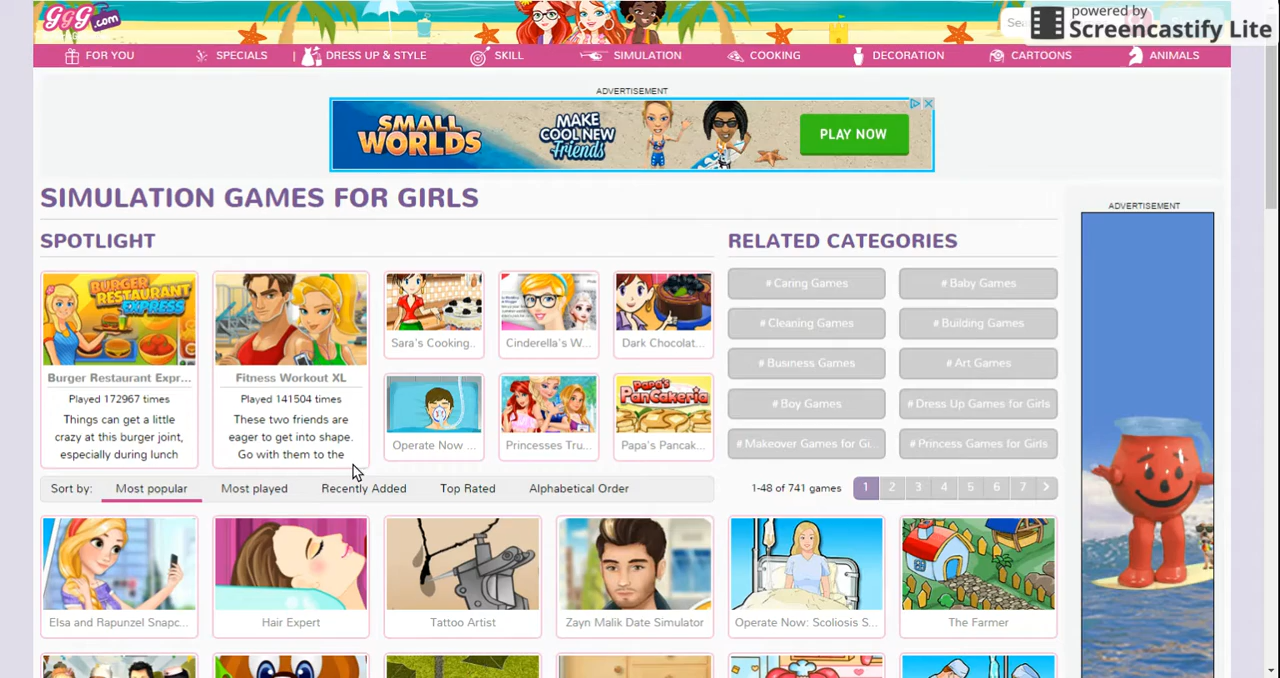 GgG.com
Sea
powered by
Screencastify Lite
FOR YOU
SPECIALS
DRESS UP & STYLE
SKILL
SIMULATION
COOKING
DECORATION
CARTOONS
ANIMALS
ADVERTISEMENT
SMALL
WORLDS
MAKE
COOL NEW
Friends
PLAY NOW
SIMULATION GAMES FOR GIRLS
ADVERTISEMENT
SPOTLIGHT
RELATED CATEGORIES
BURGER
RESTAURANT
EXPRESS
Burger Restaurant Expr...
Played 172967 times
Things can get a little
crazy at this burger joint,
especially during lunch
Fitness Workout XL
Played 141504 times
These two friends are
eager to get into shape.
Go with them to the
Sara's Cooking..
Cinderella's W...
Dark Chocolat...
Operate Now ...
Princesses Tru...
Papa's
PanCakeria
Papa's Pancak...
# Caring Games
# Baby Games
# Cleaning Games
# Building Games
# Business Games
# Art Games
# Boy Games
# Dress Up Games for Girls
# Makeover Games for Gi...
# Princess Games for Girls
Sort by:
Most popular
Most played
Recently Added
Top Rated
Alphabetical Order
1-48 of 741 games
1 2 3 4 5 6 7 >
Elsa and Rapunzel Snapc...
Hair Expert
Tattoo Artist
Zayn Malik Date Simulator
Operate Now: Scoliosis S...
The Farmer